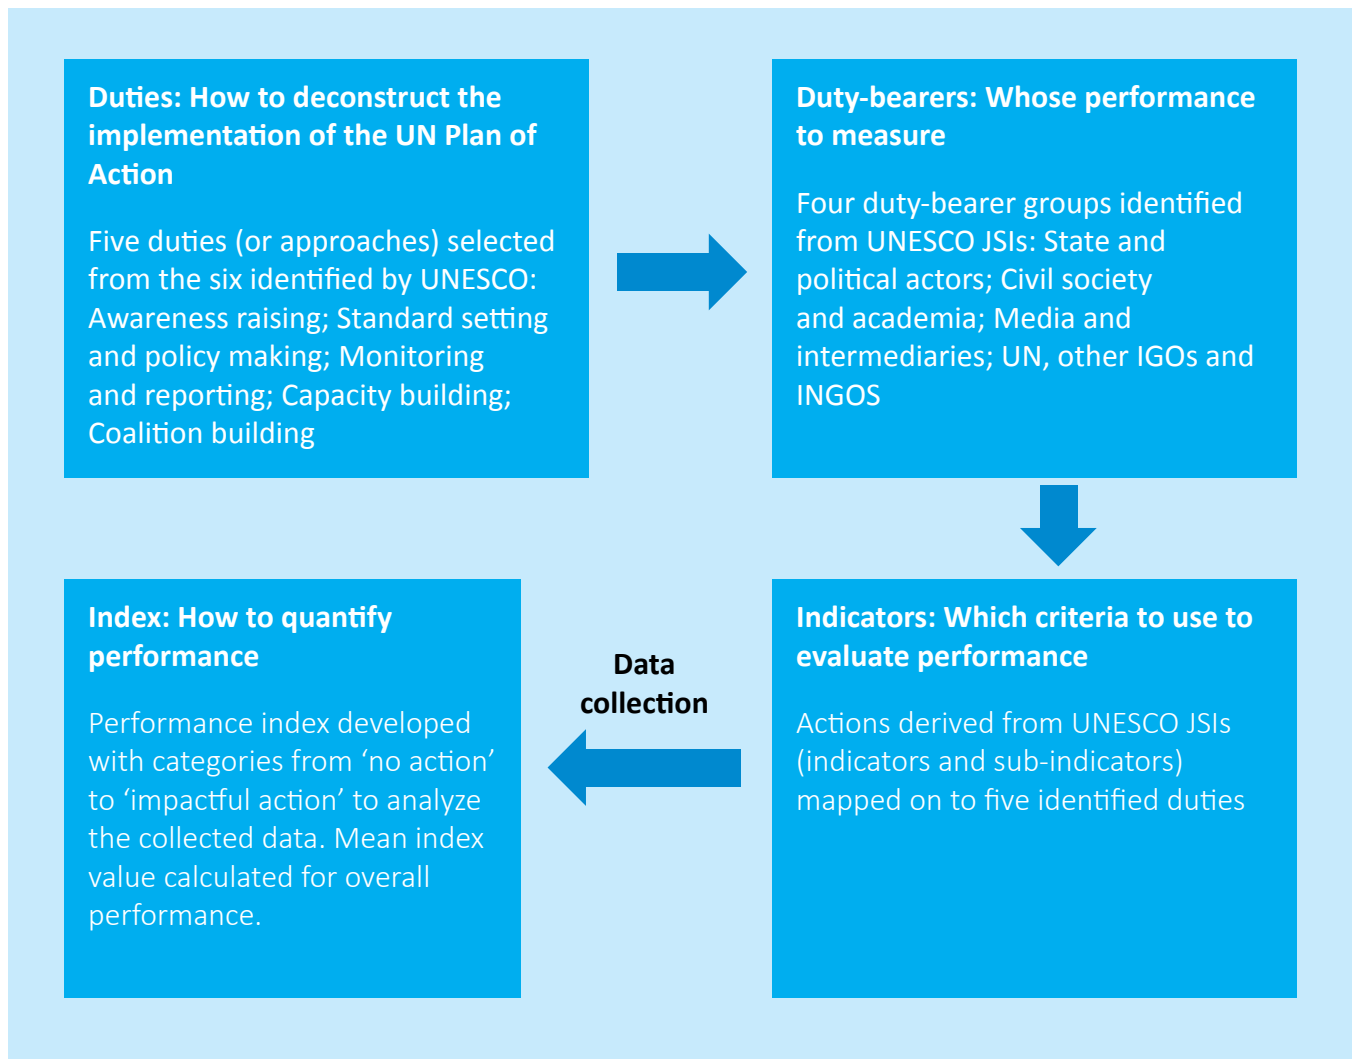 Duties: How to deconstruct the
implementation of the UN Plan of
Action
Five duties (or approaches) selected
from the six identified by UNESCO:
Awareness raising; Standard setting
and policy making; Monitoring
and reporting; Capacity building;
Coalition building
Duty-bearers: Whose performance
to measure
Four duty-bearer groups identified
from UNESCO JSIs: State and
political actors; Civil society
and academia; Media and
intermediaries; UN, other IGOs and
INGOS
Indicators: Which criteria to use to
evaluate performance
Actions derived from UNESCO JSIs
(indicators and sub-indicators)
mapped on to five identified duties
Data
collection
Index: How to quantify
performance
Performance index developed
with categories from ‘no action’
to ‘impactful action’ to analyze
the collected data. Mean index
value calculated for overall
performance.